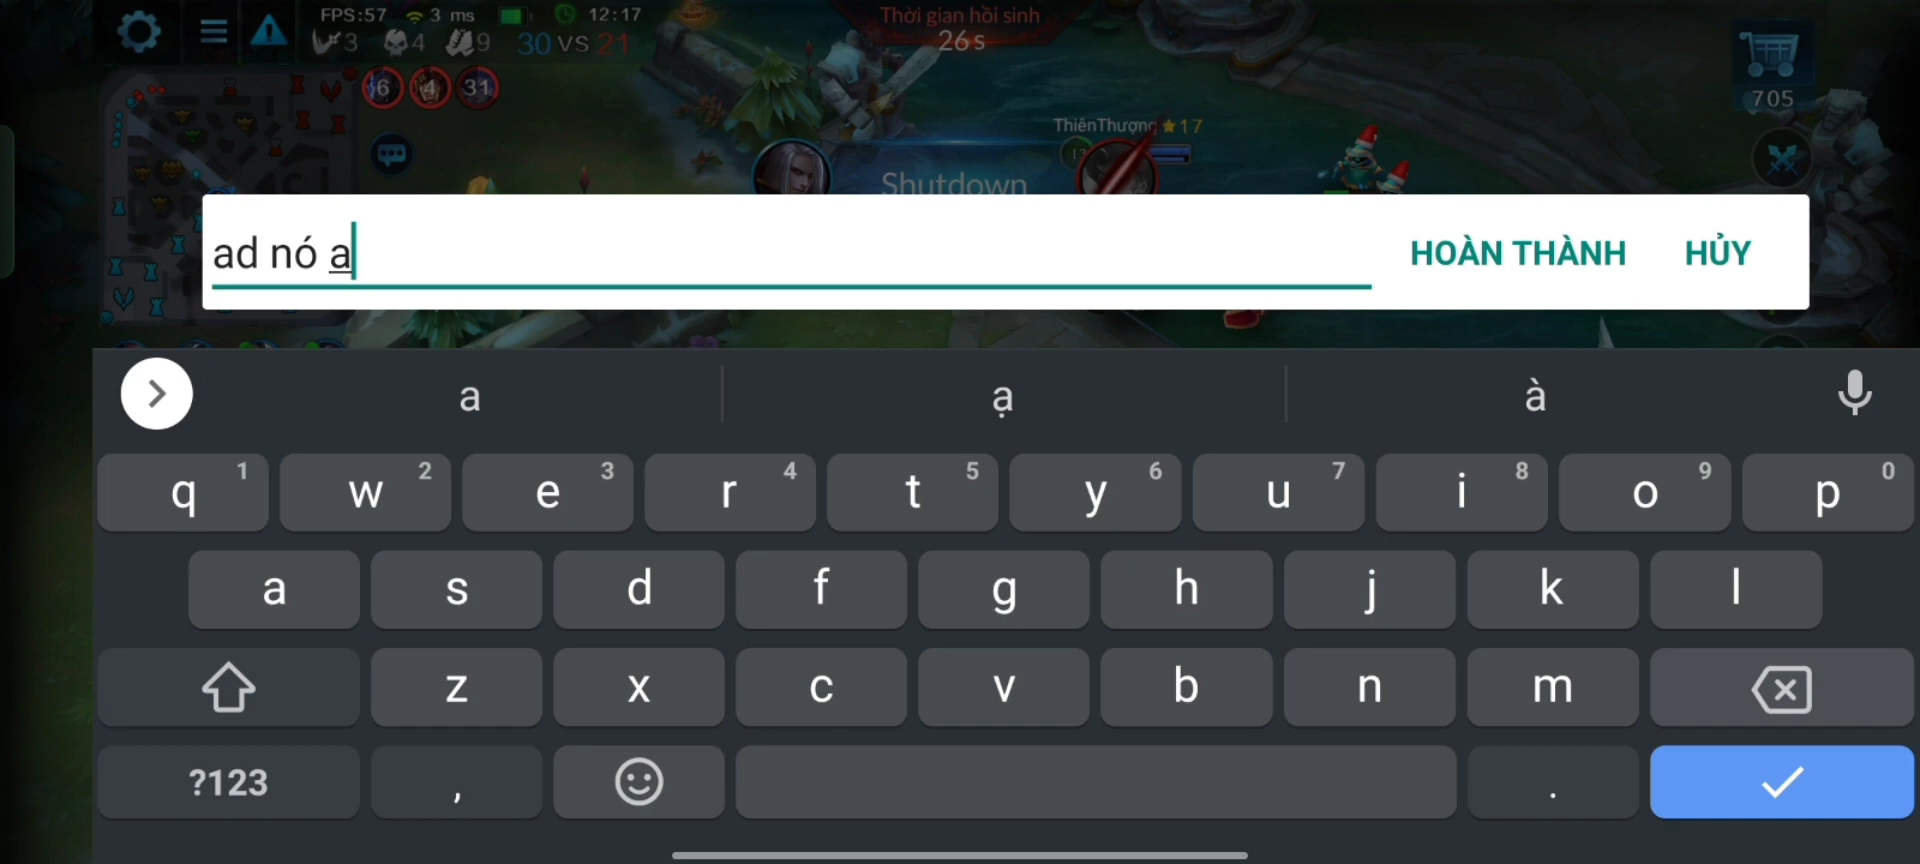 FPS:57 3 ms 12:17
3 4 9 30 VS 21
Thời gian hồi sinh
26s
6 4 31
705
ThiênThượng 17
13
Shutdown
ad nó a
HOÀN THÀNH HỦY
a ạ à
q 1 w 2 e 3 r 4 t 5 y 6 u 7 i 8 o 9 p 0
a s d f g h j k l
z x c v b n m
?123 , .